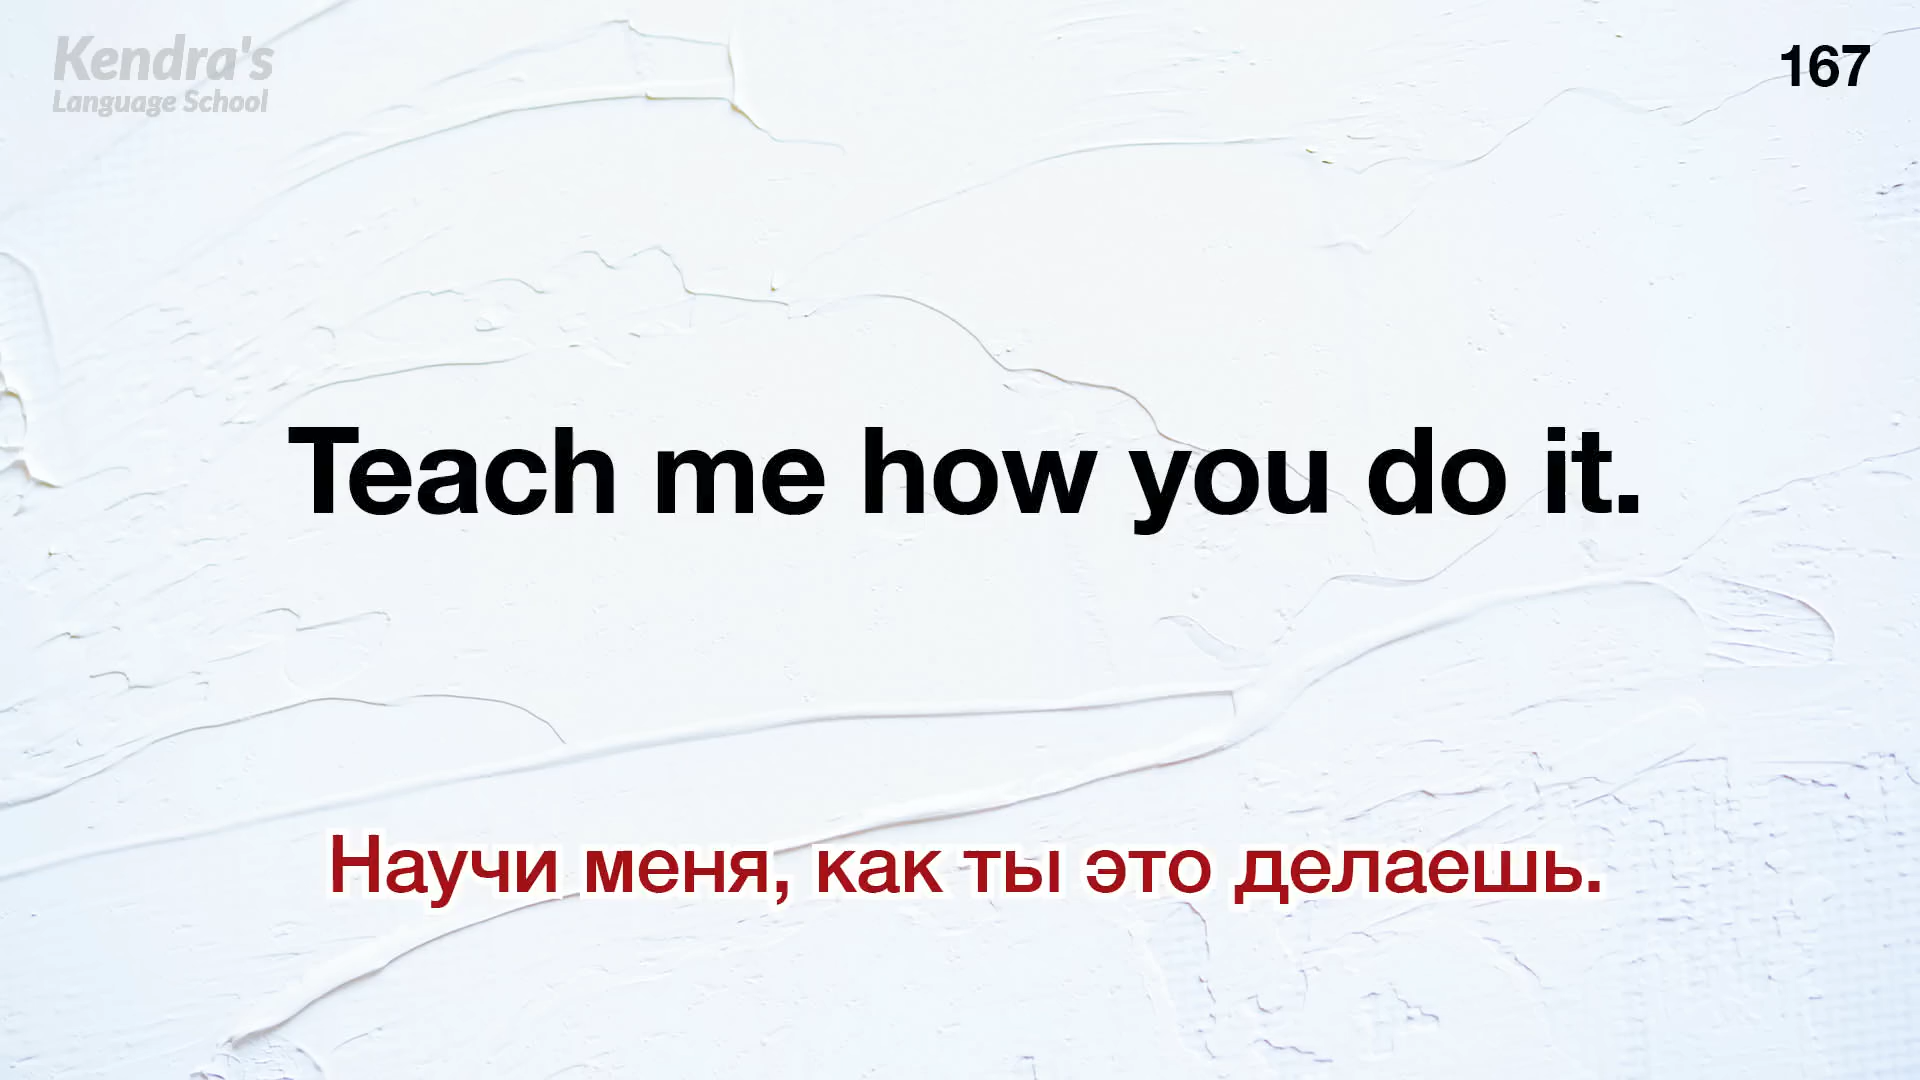 Kendra's
Language School
167
Teach me how you do it.
Научи меня, как ты это делаешь.